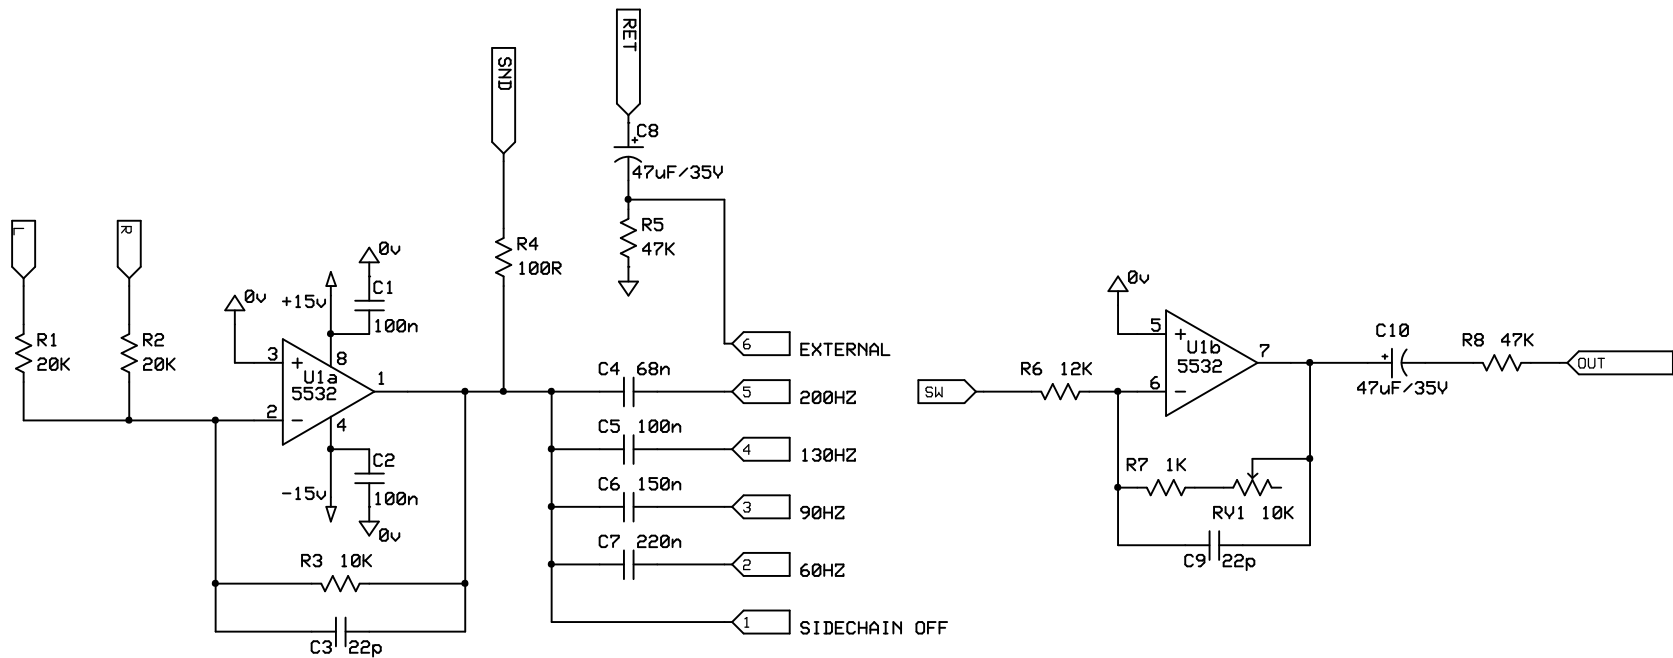 RET
SND
C8
+
47uF/35V
L
R
R5
47K
R4
100R
0v
0v
+15v
C1
100n
0v
R1
20K
R2
20K
3
+
8
U1a
5532
1
2
-
4
C2
100n
-15v
0v
R3 10K
C3 22p
6
EXTERNAL
C4 68n
5
200HZ
C5 100n
4
130HZ
C6 150n
3
90HZ
C7 220n
2
60HZ
1
SIDECHAIN OFF
SW
R6 12K
5
+
U1b
5532
7
6
-
C10
+
47uF/35V
R8 47K
OUT
R7 1K
RV1 10K
C9 22p